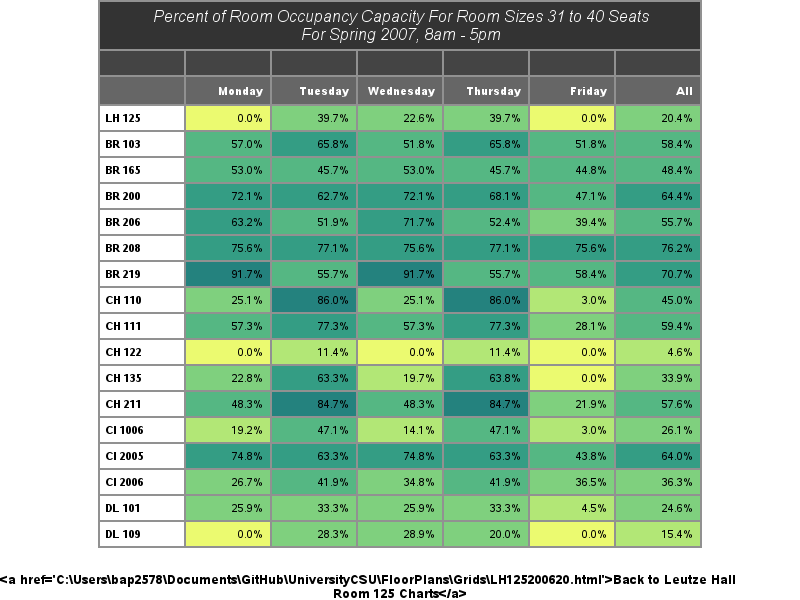 Percent of Room Occupancy Capacity For Room Sizes 31 to 40 Seats
For Spring 2007, 8am - 5pm
Monday Tuesday Wednesday Thursday Friday All
LH 125 0.0% 39.7% 22.6% 39.7% 0.0% 20.4%
BR 103 57.0% 65.8% 51.8% 65.8% 51.8% 58.4%
BR 165 53.0% 45.7% 53.0% 45.7% 44.8% 48.4%
BR 200 72.1% 62.7% 72.1% 68.1% 47.1% 64.4%
BR 206 63.2% 51.9% 71.7% 52.4% 39.4% 55.7%
BR 208 75.6% 77.1% 75.6% 77.1% 75.6% 76.2%
BR 219 91.7% 55.7% 91.7% 55.7% 58.4% 70.7%
CH 110 25.1% 86.0% 25.1% 86.0% 3.0% 45.0%
CH 111 57.3% 77.3% 57.3% 77.3% 28.1% 59.4%
CH 122 0.0% 11.4% 0.0% 11.4% 0.0% 4.6%
CH 135 22.8% 63.3% 19.7% 63.8% 0.0% 33.9%
CH 211 48.3% 84.7% 48.3% 84.7% 21.9% 57.6%
CI 1006 19.2% 47.1% 14.1% 47.1% 3.0% 26.1%
CI 2005 74.8% 63.3% 74.8% 63.3% 43.8% 64.0%
CI 2006 26.7% 41.9% 34.8% 41.9% 36.5% 36.3%
DL 101 25.9% 33.3% 25.9% 33.3% 4.5% 24.6%
DL 109 0.0% 28.3% 28.9% 20.0% 0.0% 15.4%
<a href='C:\Users\bap2578\Documents\GitHub\UniversityCSU\FloorPlans\Grids\LH125200620.html'>Back to Leutze Hall
Room 125 Charts</a>